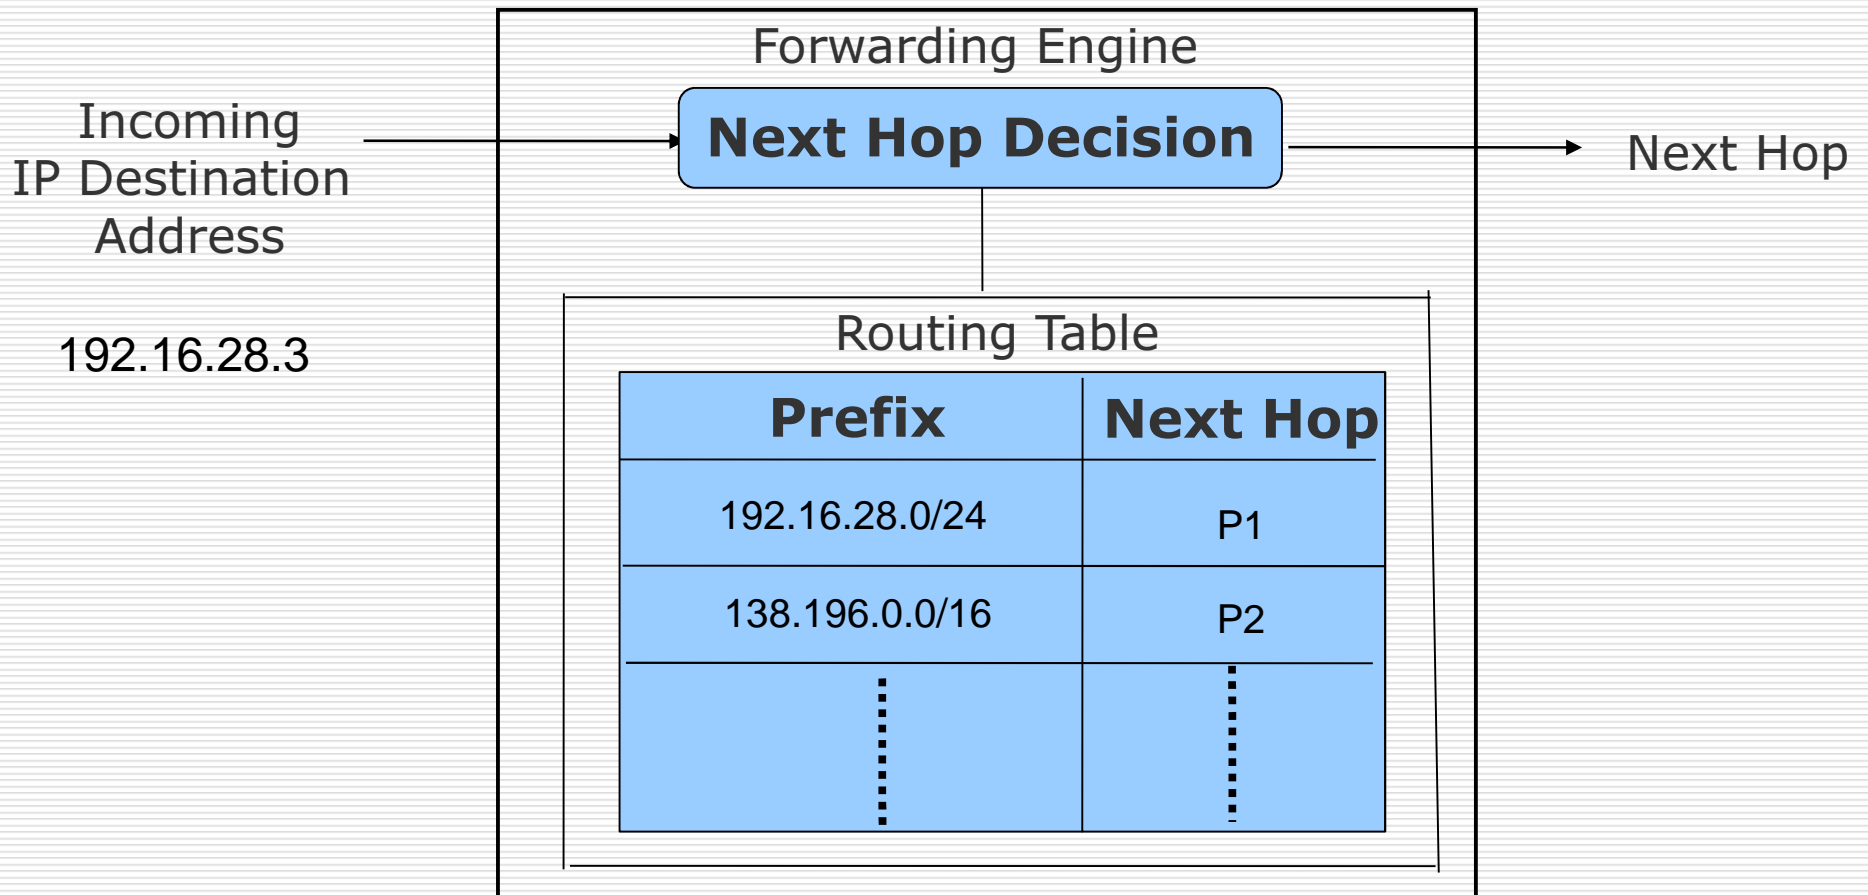 Forwarding Engine
Incoming
IP Destination
Address
Next Hop Decision
Next Hop
192.16.28.3
Routing Table
Prefix Next Hop
192.16.28.0/24 P1
138.196.0.0/16 P2